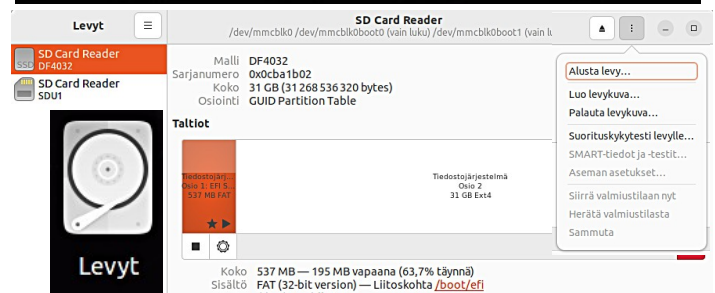 Levyt
SD Card Reader
/dev/mmcblk0 /dev/mmcblk0boot0 (vain luku) /dev/mmcblk0boot1 (vain lu
SSD
SD Card Reader
DF4032
SD Card Reader
SDU1
Levyt
Malli DF4032
Sarjanumero 0x0cba1b02
Koko 31 GB (31 268 536 320 bytes)
Osiointi GUID Partition Table
Taltiot
Tiedostojärj...
Osio 1: EFI S...
537 MB FAT
Tiedostojärjestelmä
Osio 2
31 GB Ext4
Koko 537 MB — 195 MB vapaana (63,7% täynnä)
Sisältö FAT (32-bit version) — Liitoskohta /boot/efi
Alusta levy...
Luo levykuva...
Palauta levykuva...
Suorituskykytesti levylle...
SMART-tiedot ja -testit...
Aseman asetukset...
Siirrä valmiustilaan nyt
Herätä valmiustilasta
Sammuta